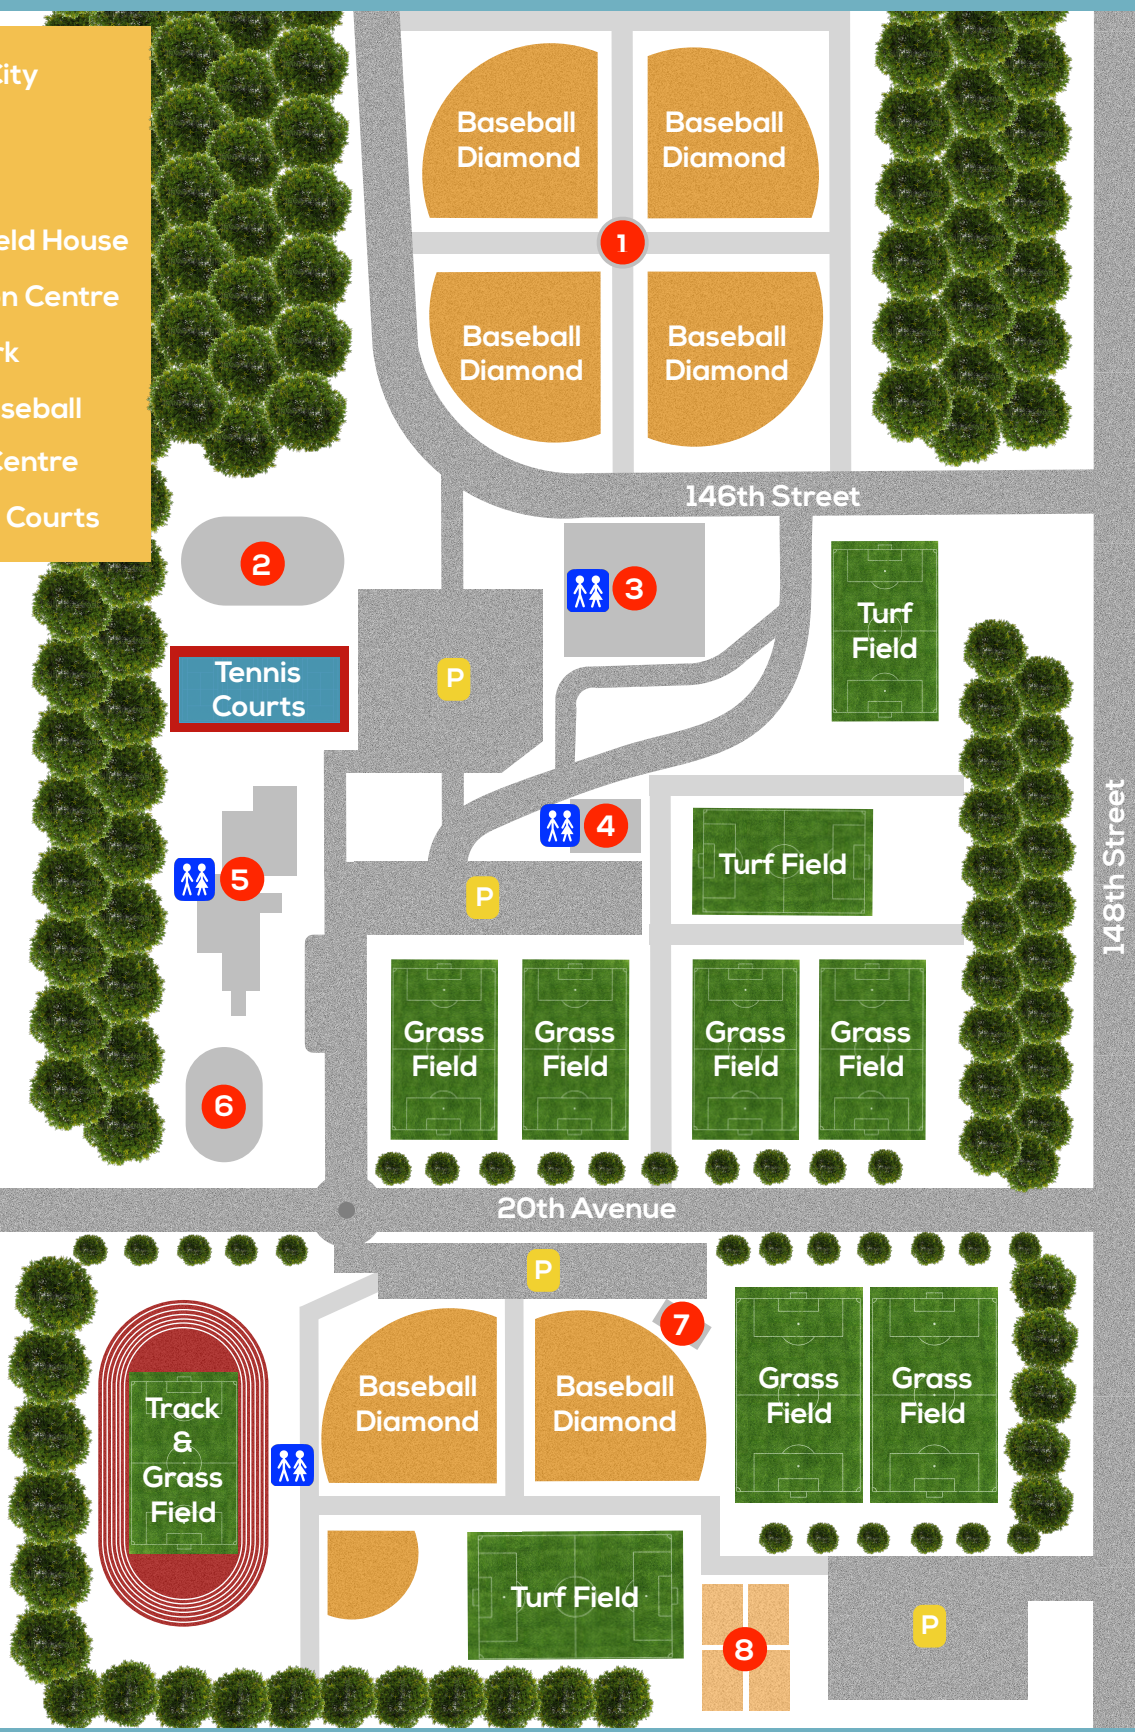 City
eld House
n Centre
rk
seball
Centre
Courts
Baseball
Diamond
Baseball
Diamond
1
Baseball
Diamond
Baseball
Diamond
146th Street
2
3
Turf
Field
Tennis
Courts
P
148th Street
4
Turf Field
5
P
Grass
Field
Grass
Field
Grass
Field
Grass
Field
6
20th Avenue
P
7
Baseball
Diamond
Baseball
Diamond
Grass
Field
Grass
Field
Track
&
Grass
Field
Turf Field
8
P